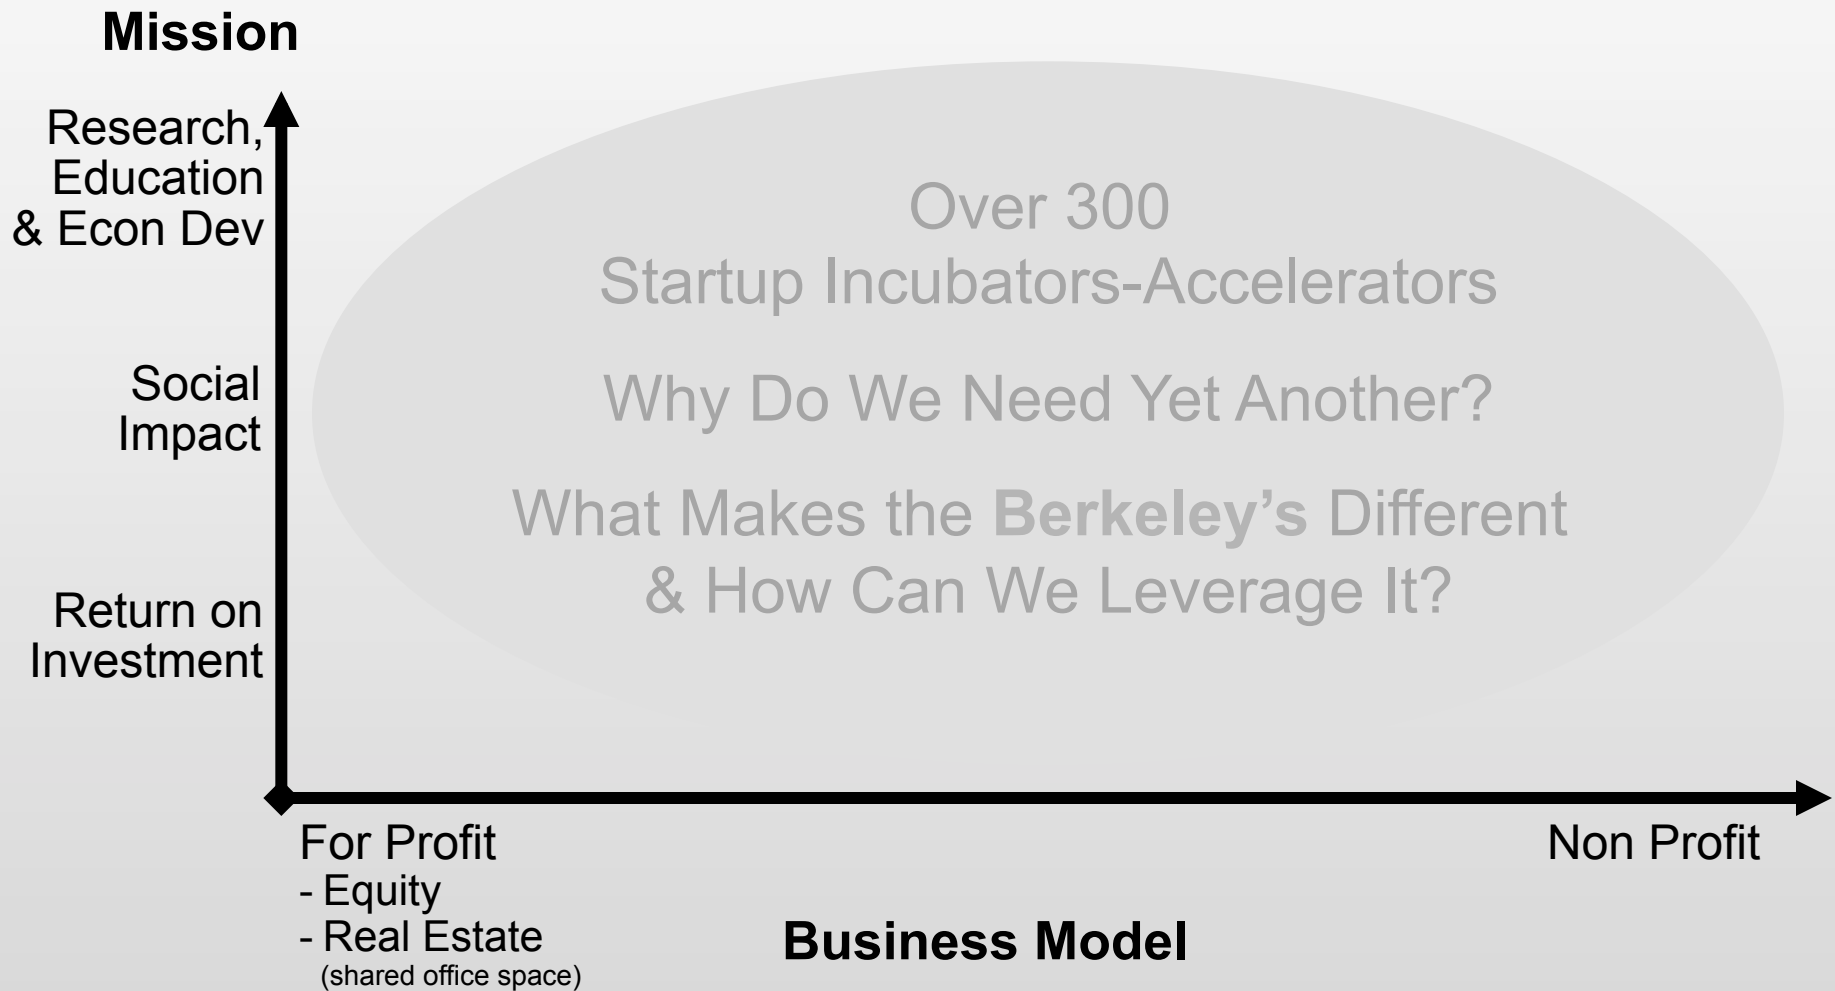 Mission
Research,
Education
& Econ Dev
Social
Impact
Return on
Investment
Over 300
Startup Incubators-Accelerators
Why Do We Need Yet Another?
What Makes the Berkeley's Different
& How Can We Leverage It?
For Profit
- Equity
- Real Estate
(shared office space)
Non Profit
Business Model